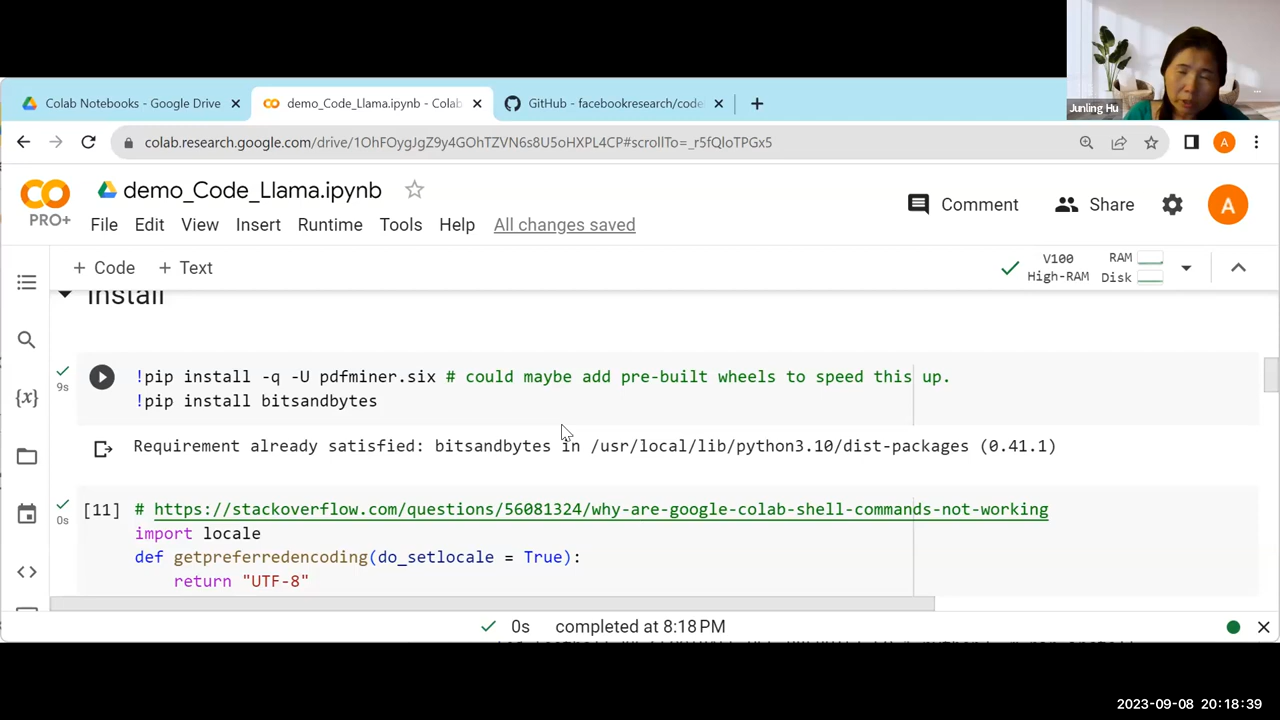 Junling Hu
Colab Notebooks - Google Drive
demo_Code_Llama.ipynb - Colab
GitHub - facebookresearch/code
colab.research.google.com/drive/1OhFOygJgZ9y4GOhTZVN6s8U5oHXPL4CP#scrollTo=_r5fQIoTPGx5
A
demo_Code_Llama.ipynb
PRO+
File Edit View Insert Runtime Tools Help All changes saved
Comment Share A
+ Code + Text
V100 High-RAM RAM Disk
Install
9s
!pip install -q -U pdfminer.six # could maybe add pre-built wheels to speed this up.
!pip install bitsandbytes
Requirement already satisfied: bitsandbytes in /usr/local/lib/python3.10/dist-packages (0.41.1)
0s
[11] # https://stackoverflow.com/questions/56081324/why-are-google-colab-shell-commands-not-working
import locale
def getpreferredencoding(do_setlocale = True):
return "UTF-8"
{x}
0s completed at 8:18 PM
2023-09-08 20:18:39